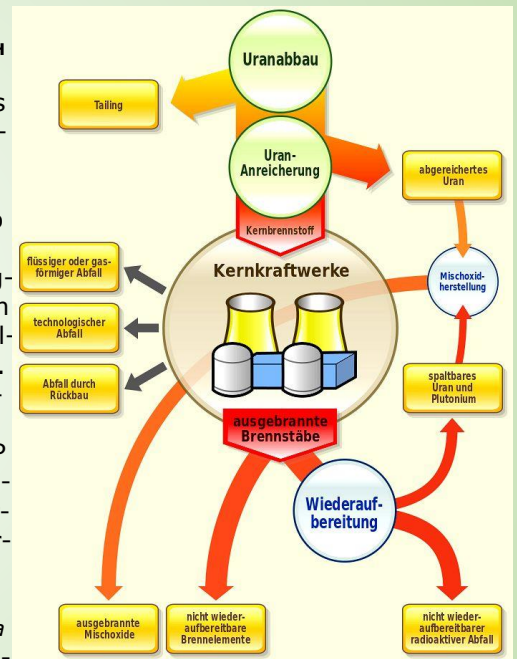 Uranabbau
Tailing
Uran-
Anreicherung
abgereichertes
Uran
Kernbrennstoff
flüssiger oder gas-
förmiger Abfall
Kernkraftwerke
Mischoxid-
herstellung
technologischer
Abfall
Abfall durch
Rückbau
spaltbares
Uran und
Plutonium
ausgebrannte
Brennstäbe
Wiederauf-
bereitung
ausgebrannte
Mischoxide
nicht wieder-
aufbereitbare
Brennelemente
nicht wieder-
aufbereitbarer
radioaktiver Abfall